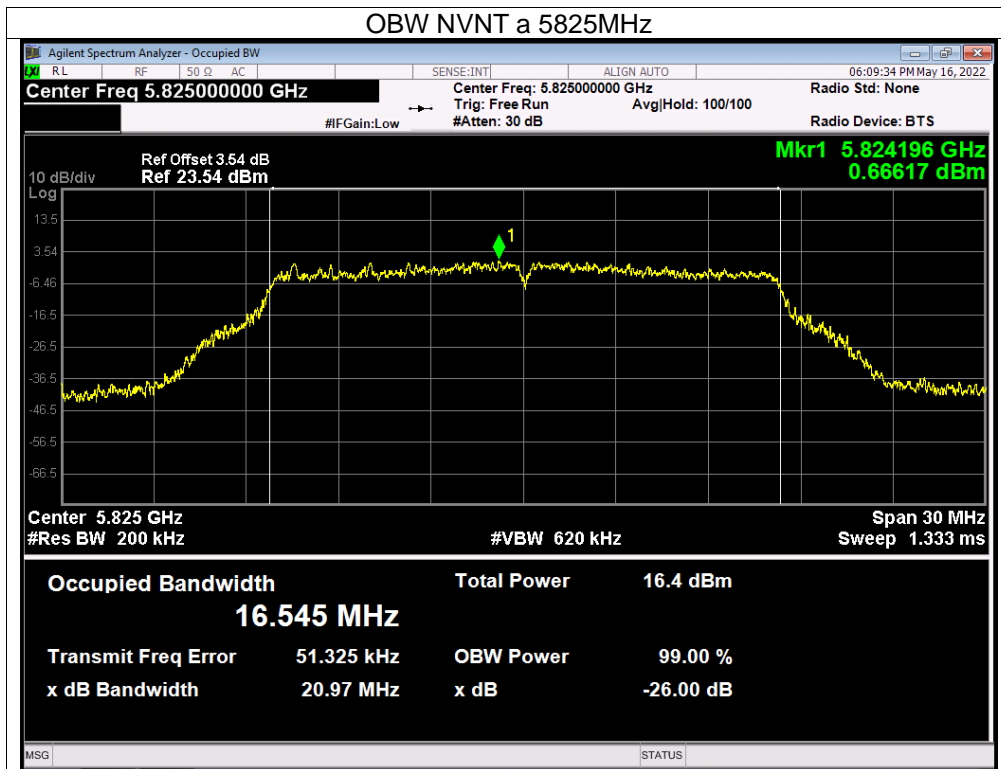 OBW NVNT a 5825MHz
Agilent Spectrum Analyzer - Occupied BW
LXI RL RF 50 Ω AC SENSE:INT ALIGN AUTO 06:09:34 PM May 16, 2022
Center Freq 5.825000000 GHz Center Freq: 5.825000000 GHz Radio Std: None
Trig: Free Run Avg|Hold: 100/100
#IFGain:Low #Atten: 30 dB Radio Device: BTS
Mkr1 5.824196 GHz
0.66617 dBm
Ref Offset 3.54 dB
10 dB/div Ref 23.54 dBm
Log
13.5
3.54
-6.46
-16.5
-26.5
-36.5
-46.5
-56.5
-66.5
1
Center 5.825 GHz Span 30 MHz
#Res BW 200 kHz #VBW 620 kHz Sweep 1.333 ms
Occupied Bandwidth Total Power 16.4 dBm
16.545 MHz
Transmit Freq Error 51.325 kHz OBW Power 99.00 %
x dB Bandwidth 20.97 MHz x dB -26.00 dB
MSG STATUS